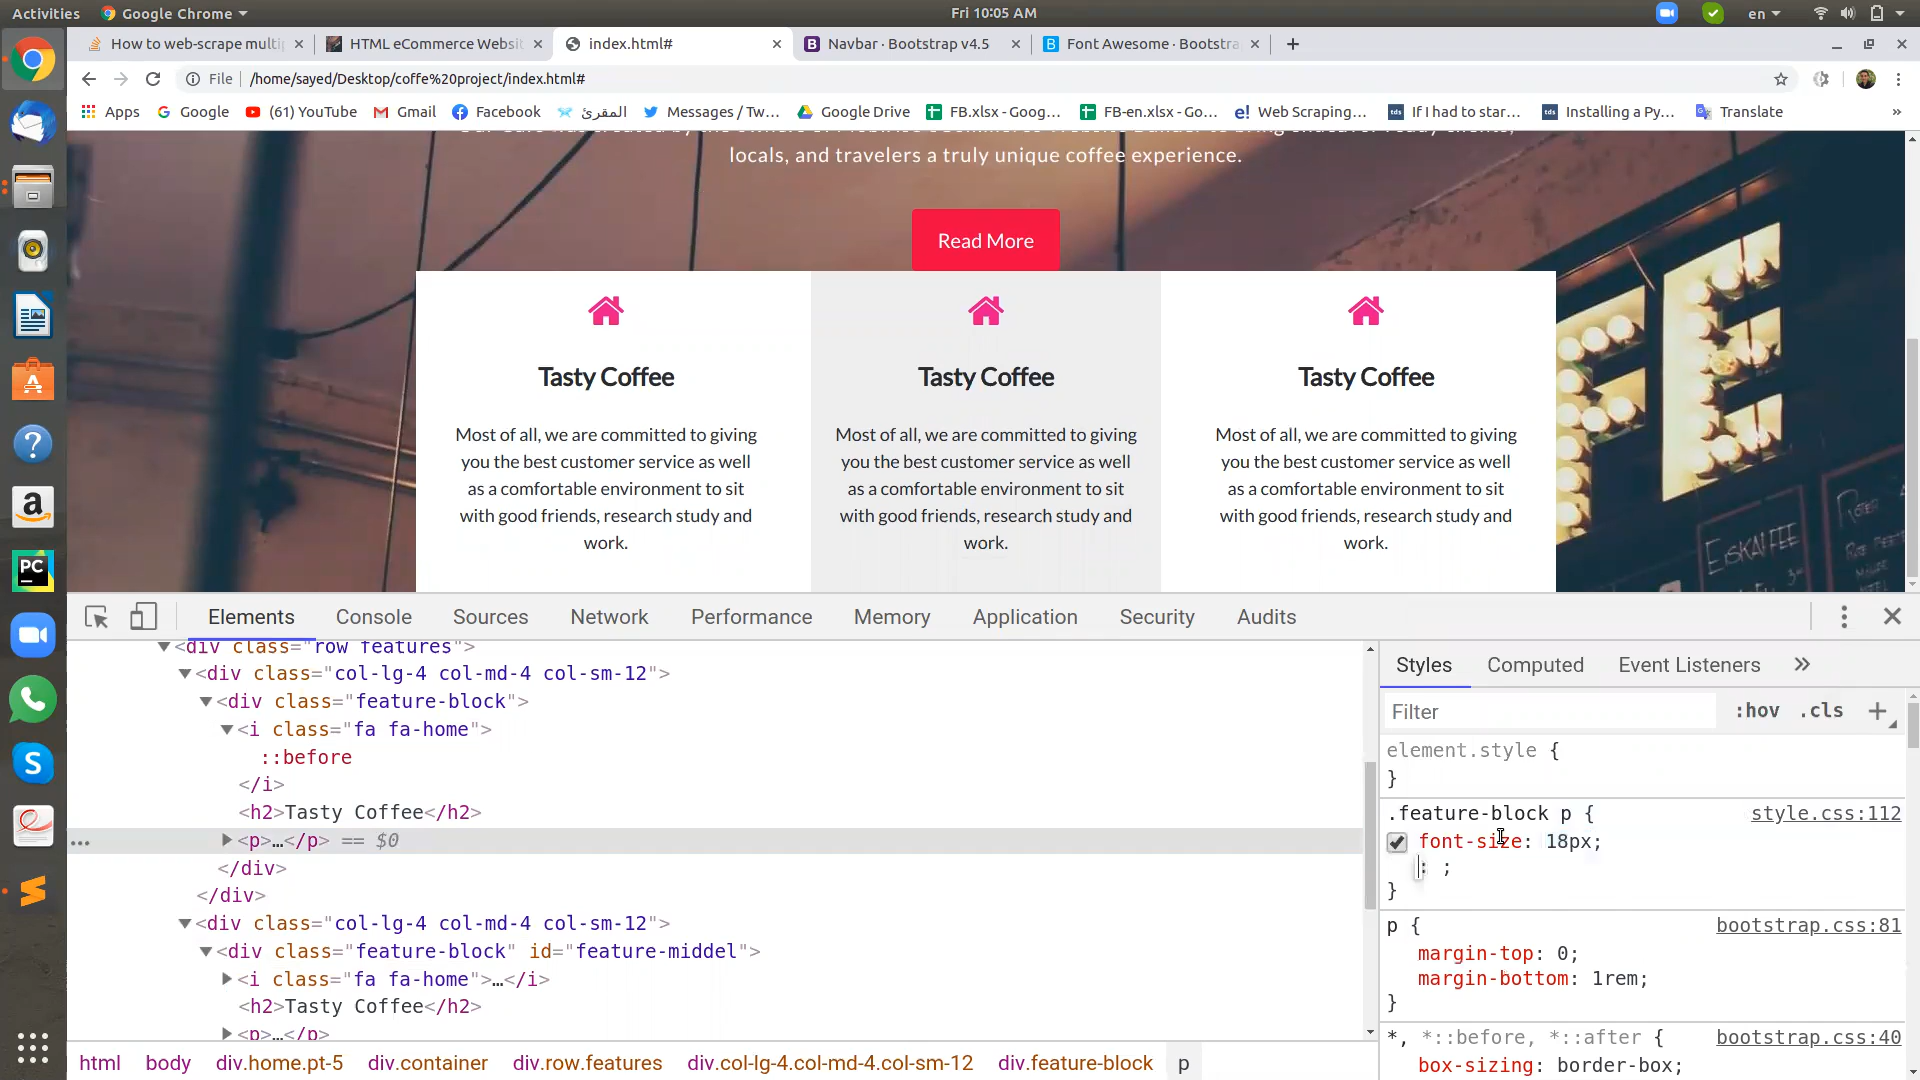 Activities
Google Chrome
Fri 10:05 AM
en
How to web-scrape multi
HTML eCommerce Websit
index.html#
Navbar · Bootstrap v4.5
Font Awesome · Bootstra
File
/home/sayed/Desktop/coffe%20project/index.html#
Apps
Google
(61) YouTube
Gmail
Facebook
المقرئ
Messages / Tw…
Google Drive
FB.xlsx - Goog…
FB-en.xlsx - Go…
Web Scraping…
If I had to star…
Installing a Py…
Translate
locals, and travelers a truly unique coffee experience.
Read More
Tasty Coffee
Most of all, we are committed to giving
you the best customer service as well
as a comfortable environment to sit
with good friends, research study and
work.
Tasty Coffee
Most of all, we are committed to giving
you the best customer service as well
as a comfortable environment to sit
with good friends, research study and
work.
Tasty Coffee
Most of all, we are committed to giving
you the best customer service as well
as a comfortable environment to sit
with good friends, research study and
work.
EISKAFFEE
Elements Console Sources Network Performance Memory Application Security Audits
<div class="row features">
<div class="col-lg-4 col-md-4 col-sm-12">
<div class="feature-block">
<i class="fa fa-home">
::before
</i>
<h2>Tasty Coffee</h2>
<p>…</p> == $0
</div>
</div>
<div class="col-lg-4 col-md-4 col-sm-12">
<div class="feature-block" id="feature-middel">
<i class="fa fa-home">…</i>
<h2>Tasty Coffee</h2>
<p>…</p>
html body div.home.pt-5 div.container div.row.features div.col-lg-4.col-md-4.col-sm-12 div.feature-block p
Styles Computed Event Listeners
Filter
:hov .cls
element.style {
}
.feature-block p { style.css:112
font-size: 18px;
: ;
}
p { bootstrap.css:81
margin-top: 0;
margin-bottom: 1rem;
}
*, *::before, *::after { bootstrap.css:40
box-sizing: border-box;